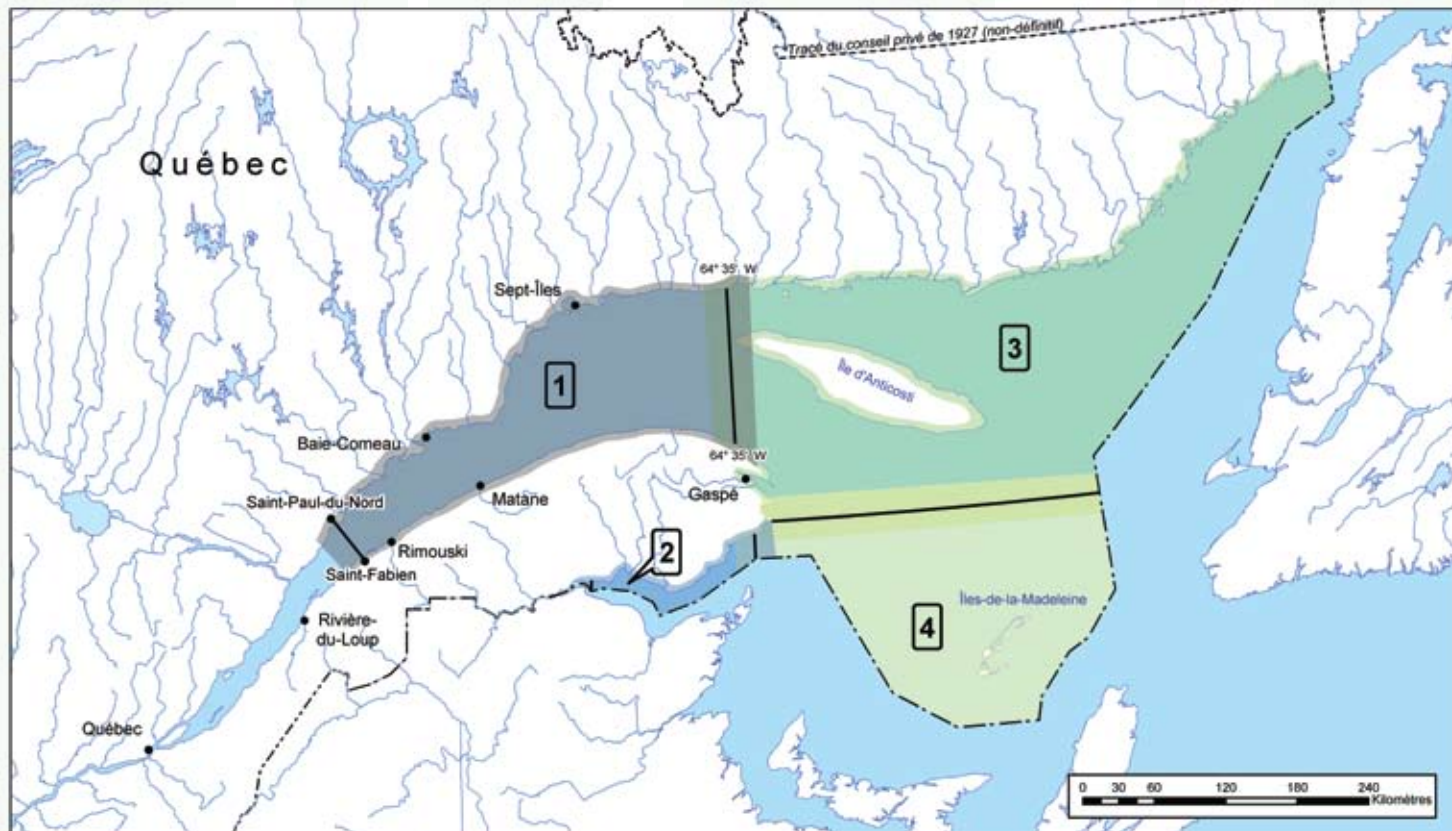 Tracé du conseil privé de 1927 (non-définitif)
Québec
64° 35'. W
Sept-Îles
1
3
Île d'Anticosti
Baie-Comeau
64° 35'. W
Gaspé
Matane
Saint-Paul-du-Nord
Rimouski
2
Saint-Fabien
Îles-de-la-Madeleine
4
Rivière-
du-Loup
Québec
0 30 60 120 180 240
Kilomètres